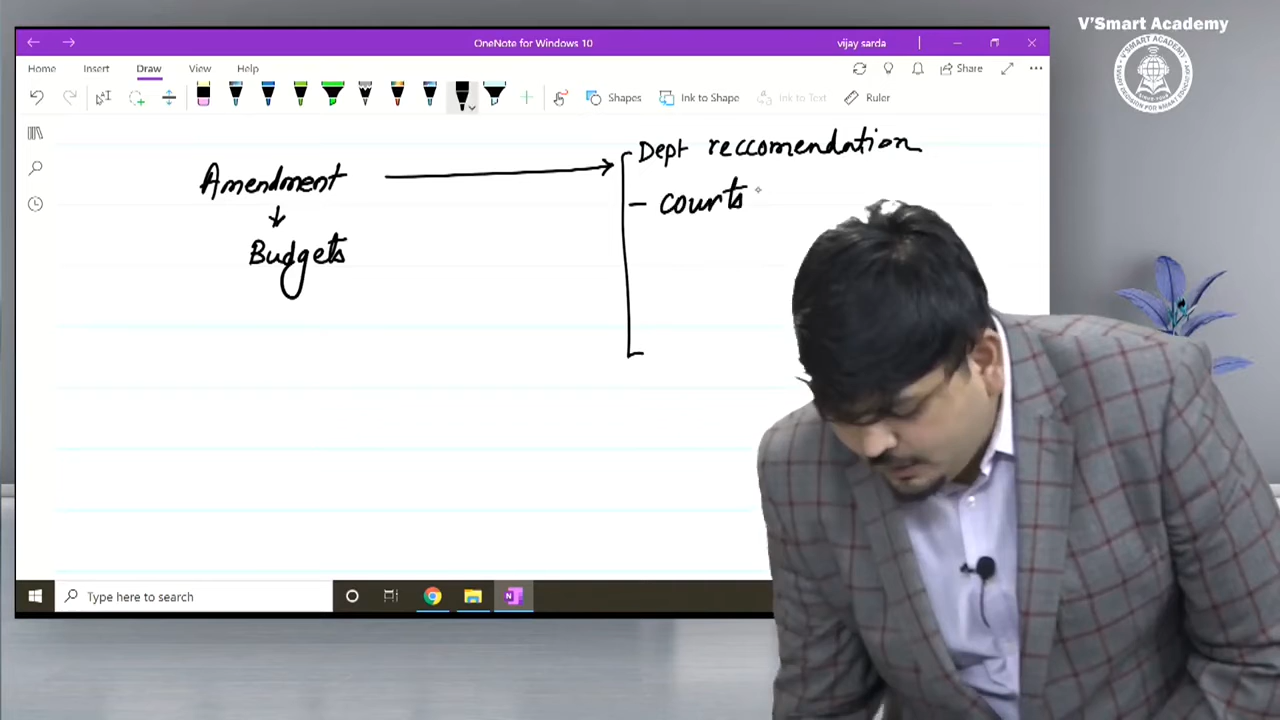 V'Smart Academy
OneNote for Windows 10
vijay sarda
Home Insert Draw View Help
Share
Shapes Ink to Shape Ink to Text Ruler
Amendment
Budgets
Dept reccomendation
- courts
Type here to search